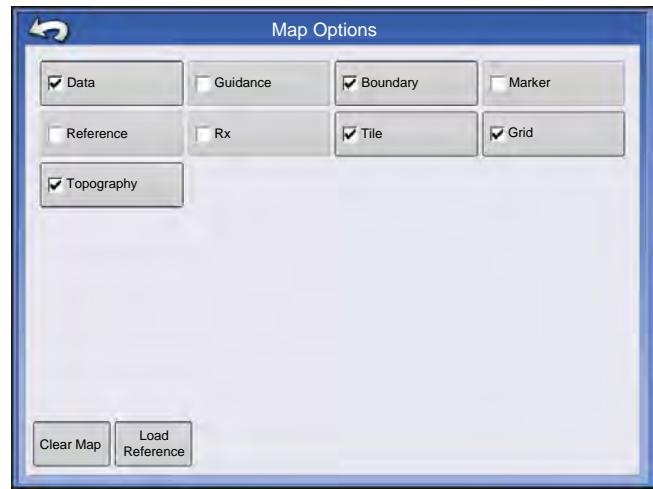 Map Options
Data Guidance Boundary Marker
Reference Rx Tile Grid
Topography
Clear Map
Load
Reference